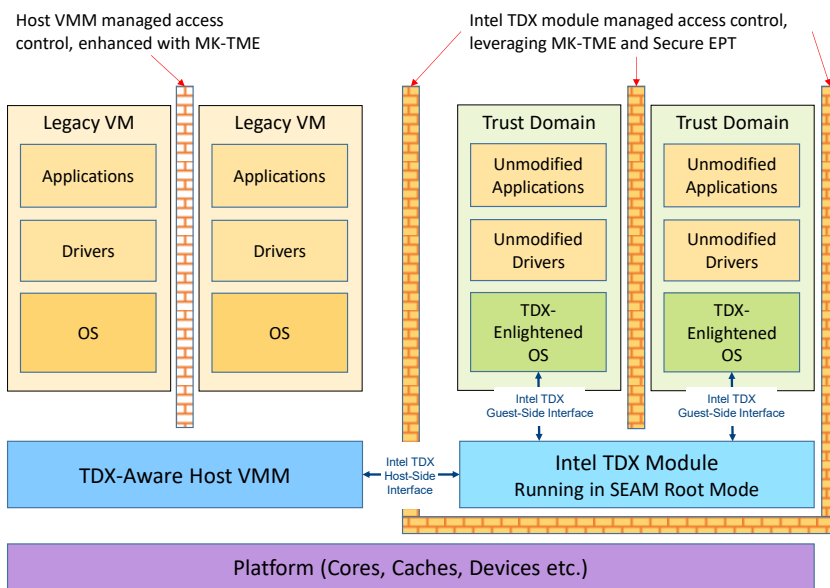 Host VMM managed access
control, enhanced with MK-TME
Intel TDX module managed access control,
leveraging MK-TME and Secure EPT
Legacy VM
Applications
Drivers
OS
Legacy VM
Applications
Drivers
OS
Trust Domain
Unmodified
Applications
Unmodified
Drivers
TDX-
Enlightened
OS
Trust Domain
Unmodified
Applications
Unmodified
Drivers
TDX-
Enlightened
OS
Intel TDX
Guest-Side Interface
Intel TDX
Guest-Side Interface
TDX-Aware Host VMM
Intel TDX
Host-Side
Interface
Intel TDX Module
Running in SEAM Root Mode
Platform (Cores, Caches, Devices etc.)